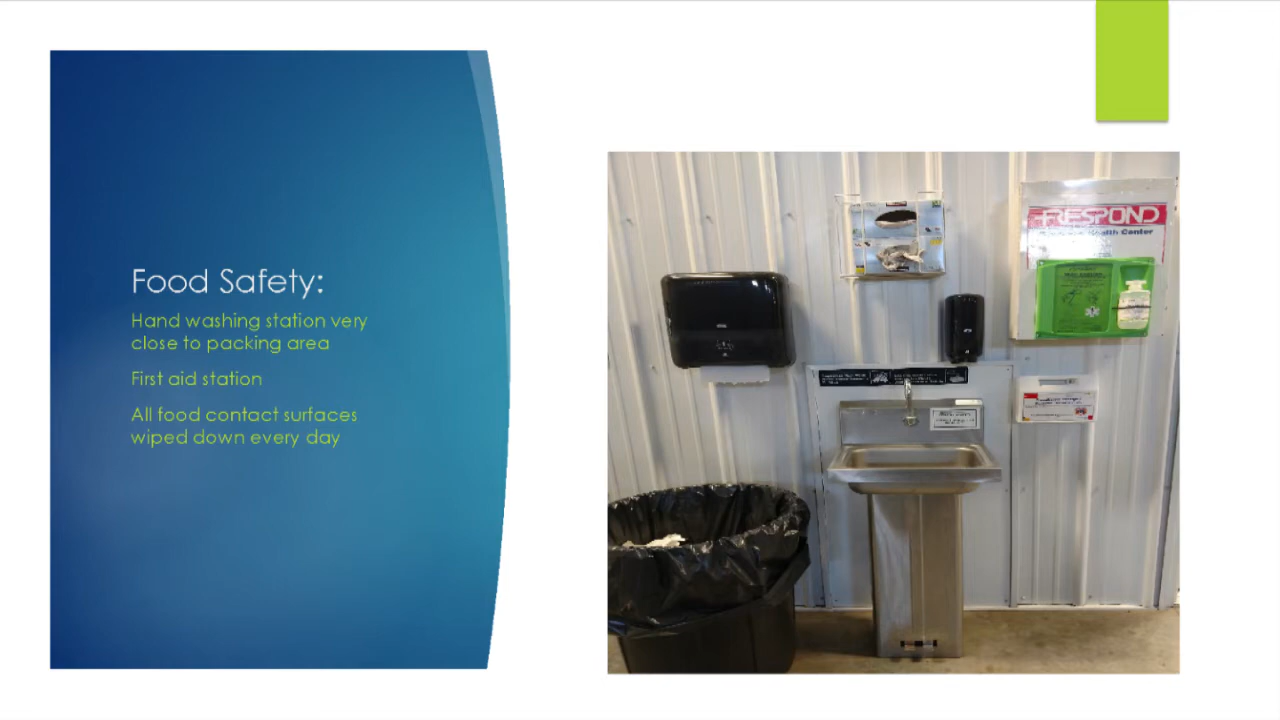 Food Safety:
Hand washing station very
close to packing area
First aid station
All food contact surfaces
wiped down every day
RESPOND
Health Center